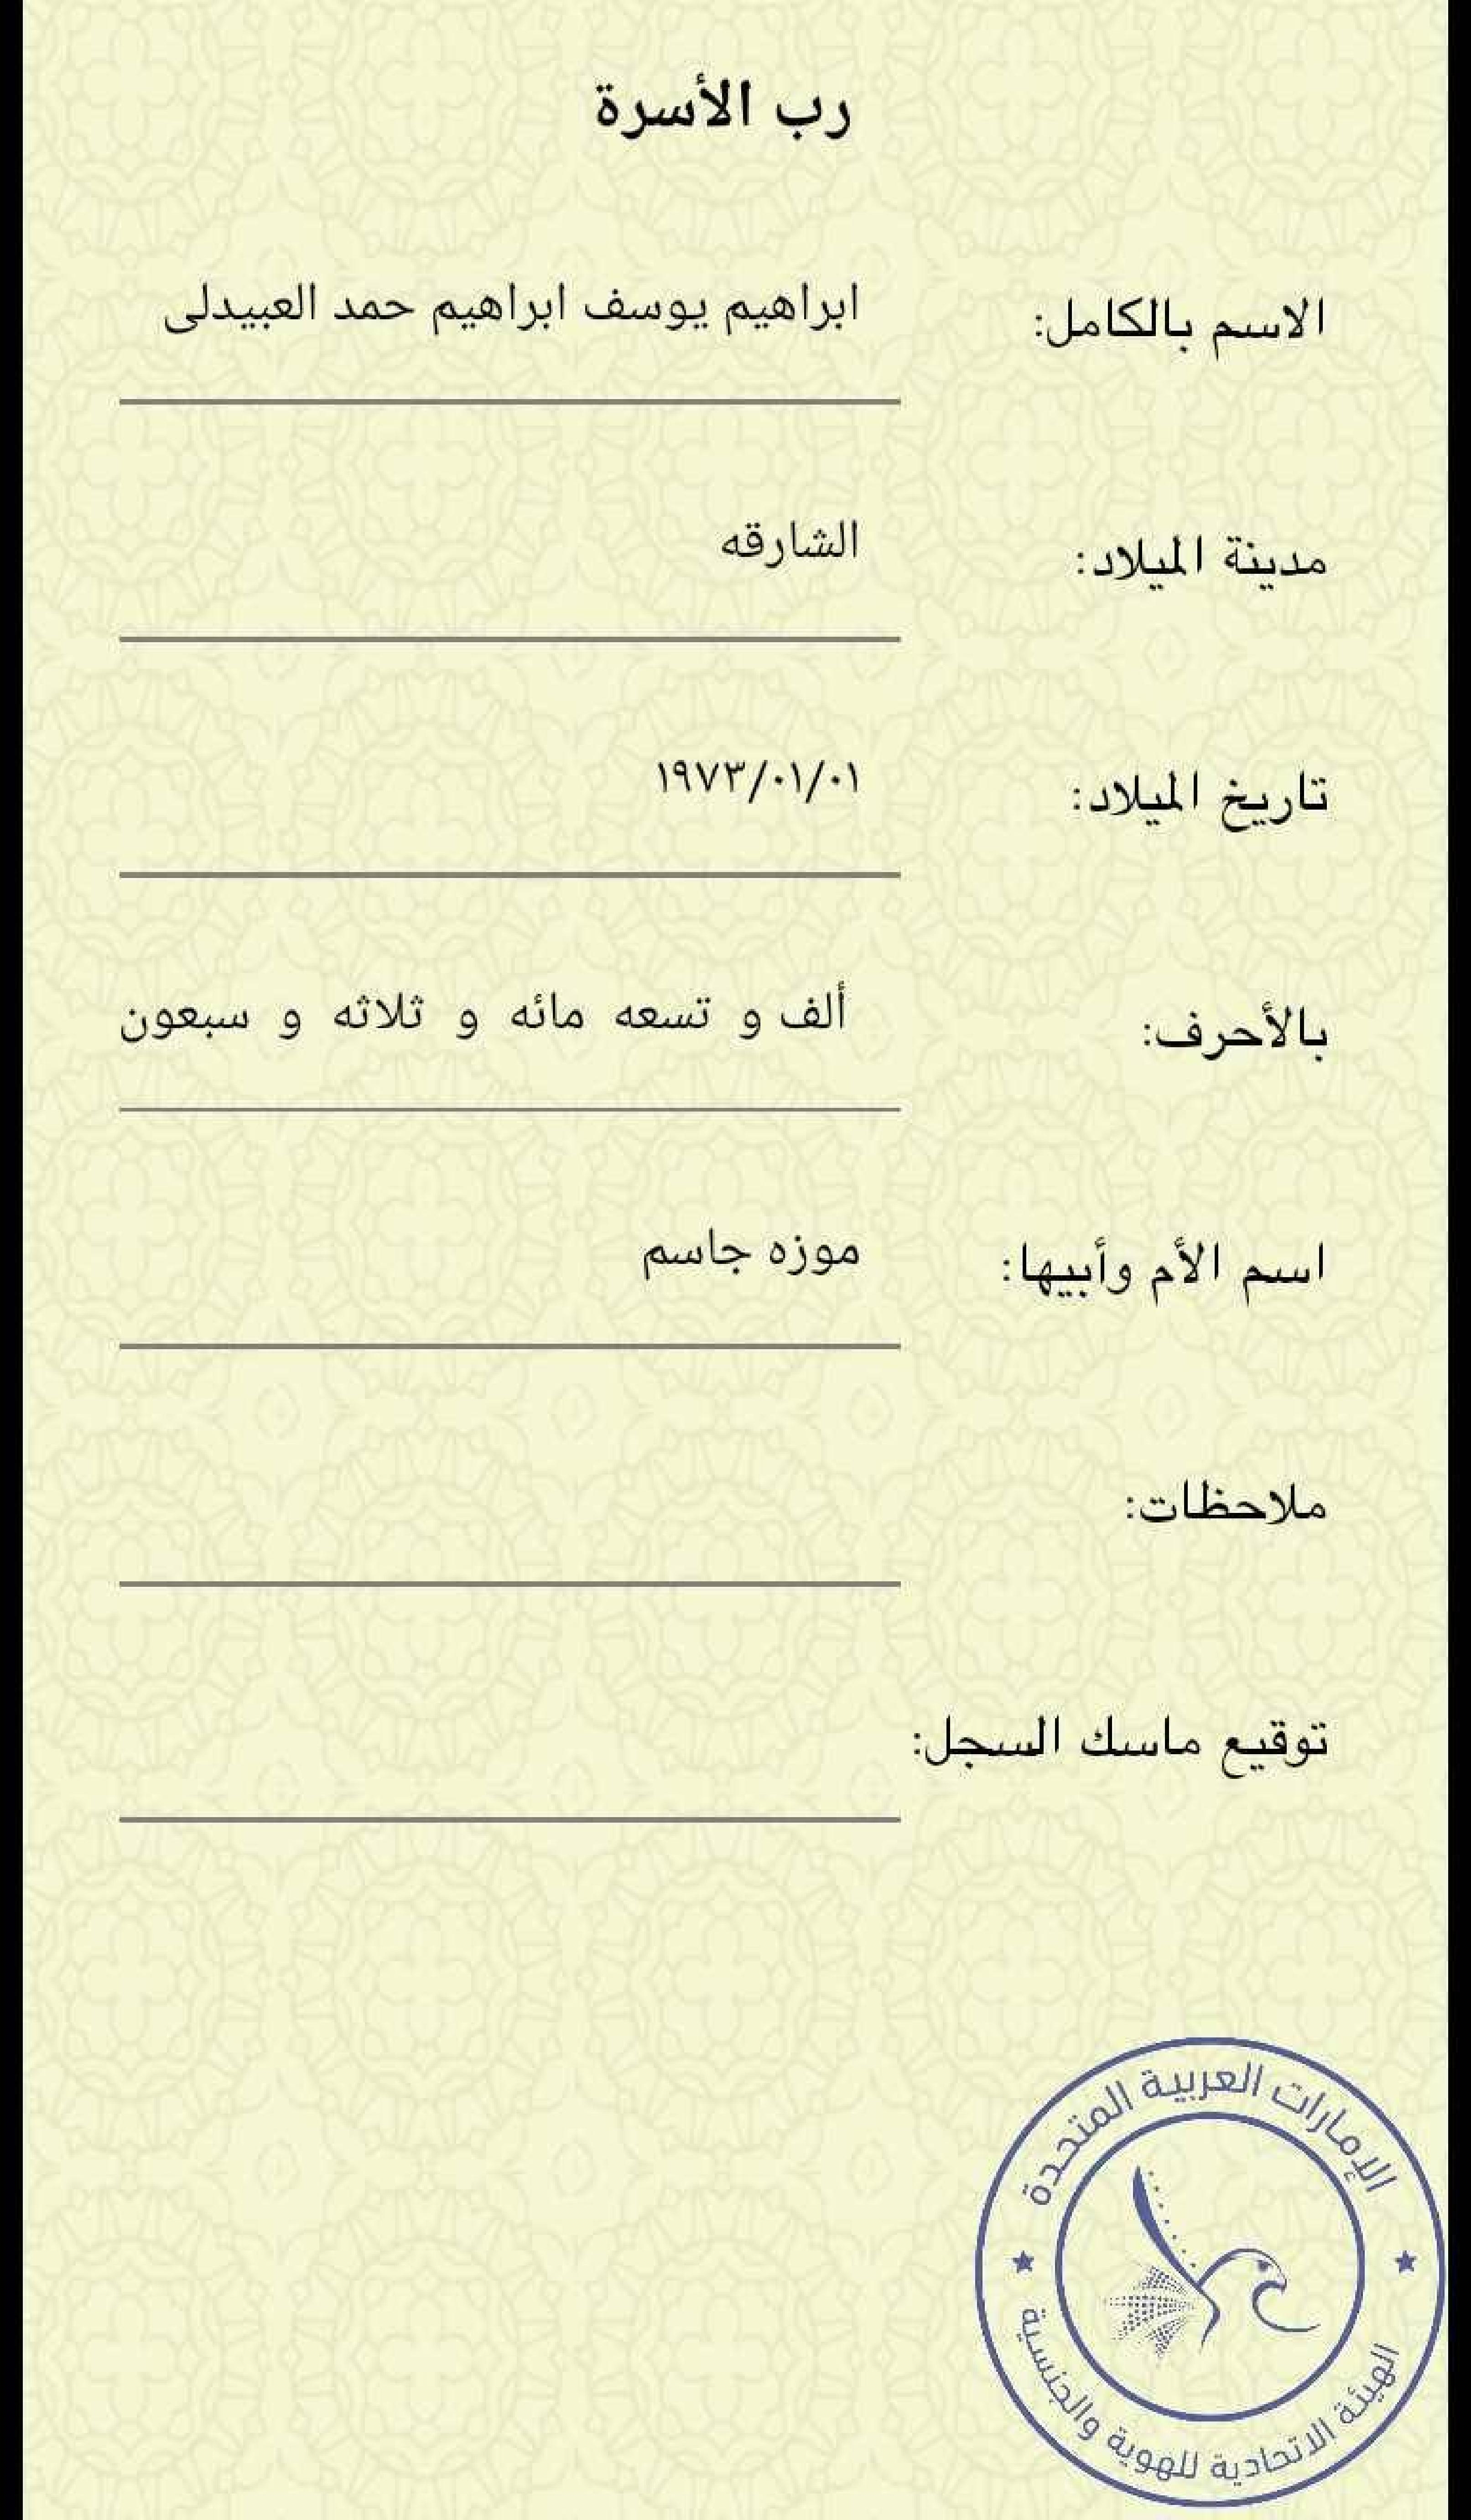 رب الأسرة
الاسم بالكامل: ابراهيم يوسف ابراهيم حمد العبيدلى
مدينة الميلاد: الشارقه
تاريخ الميلاد: ١٩٧٣/٠١/٠١
بالأحرف: ألف و تسعه مائه و ثلاثه و سبعون
اسم الأم وأبيها: موزه جاسم
ملاحظات:
توقيع ماسك السجل:
الإمارات العربية المتحدة
الهيئة الاتحادية للهوية والجنسية